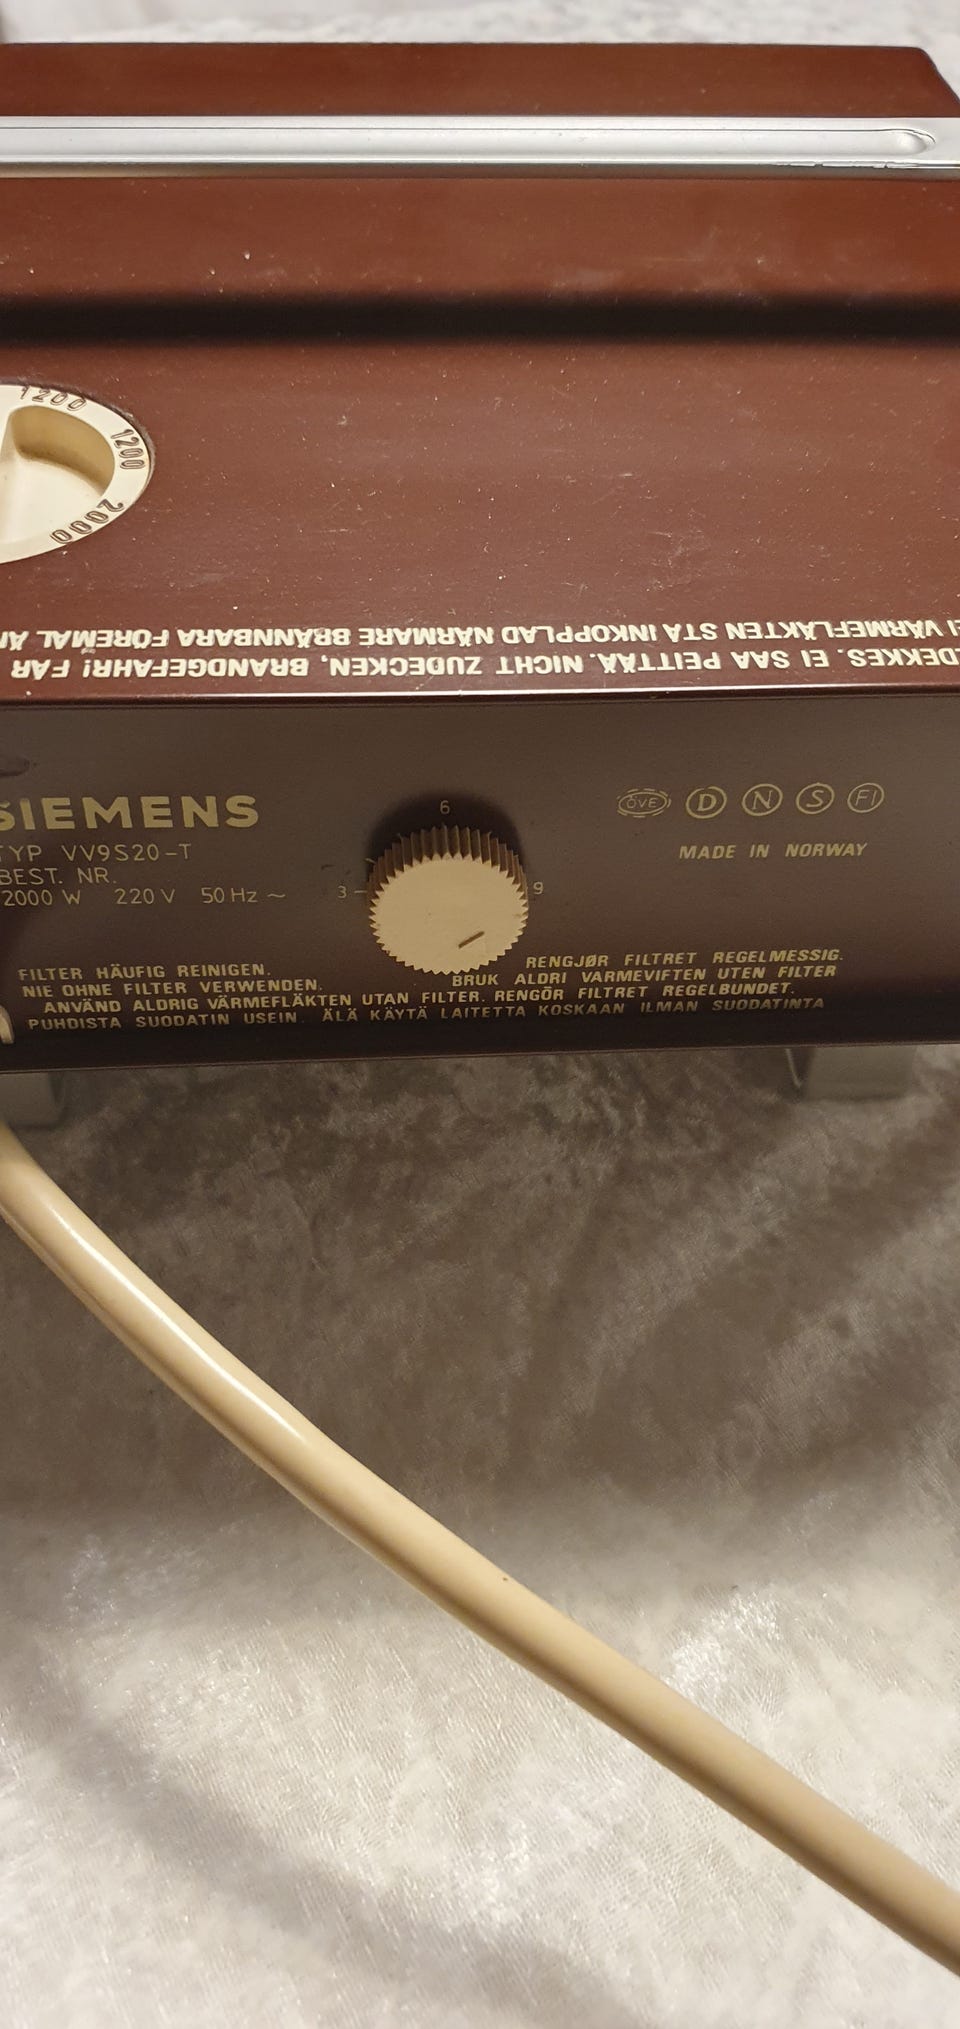 1200
1200
2000
DEKKES. EI SAA PEITTÄÄ. NICHT ZUDECKEN, BRANDGEFAHR! FÅR
VÄRMEFLÄKTEN STÅ INKOPPLAD NÄRMARE BRÄNNBARA FÖREMÅL ÄN
SIEMENS
TYP VV9S20-T
BEST. NR.
2000 W 220 V 50 Hz ~
3 6 9
ÖVE D N S FI
MADE IN NORWAY
FILTER HÄUFIG REINIGEN.
NIE OHNE FILTER VERWENDEN.
RENGJØR FILTRET REGELMESSIG.
BRUK ALDRI VARMEVIFTEN UTEN FILTER
ANVÄND ALDRIG VÄRMEFLÄKTEN UTAN FILTER. RENGÖR FILTRET REGELBUNDET.
PUHDISTA SUODATIN USEIN. ÄLÄ KÄYTÄ LAITETTA KOSKAAN ILMAN SUODATINTA